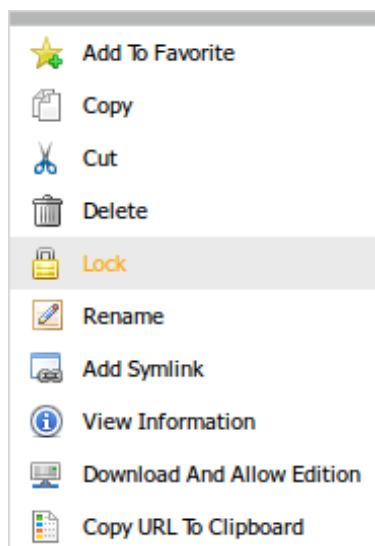 Add To Favorite
Copy
Cut
Delete
Lock
Rename
Add Symlink
View Information
Download And Allow Edition
Copy URL To Clipboard